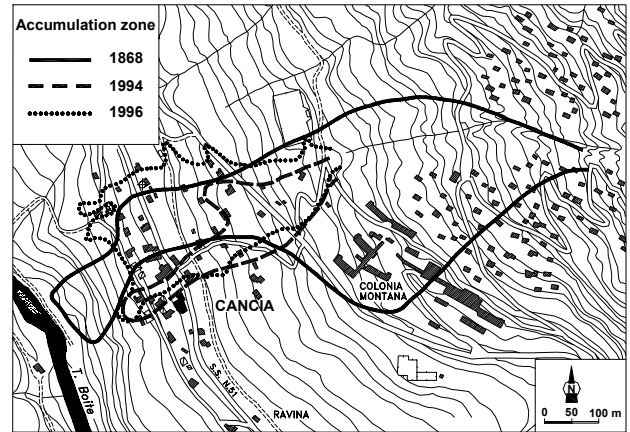 Accumulation zone
1868
1994
1996
COLONIA
MONTANA
CANCIA
S.S. N.51
T. Boite
RAVINA
N
0 50 100 m